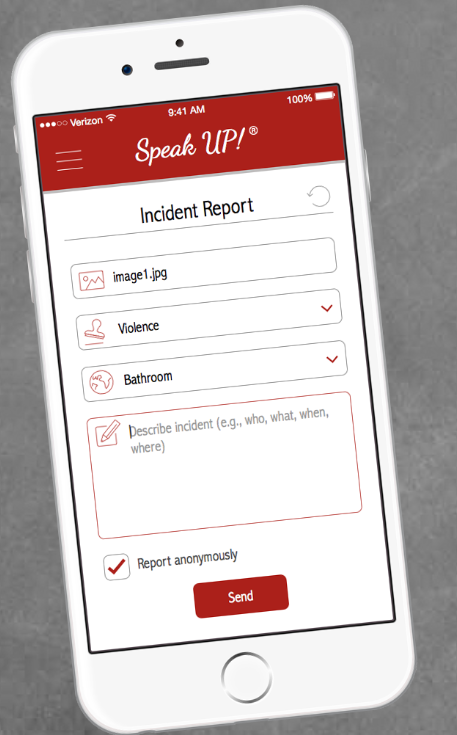 Verizon 9:41 AM 100%
Speak UP!®
Incident Report
image1.jpg
Violence
Bathroom
Describe incident (e.g., who, what, when,
where)
Report anonymously
Send